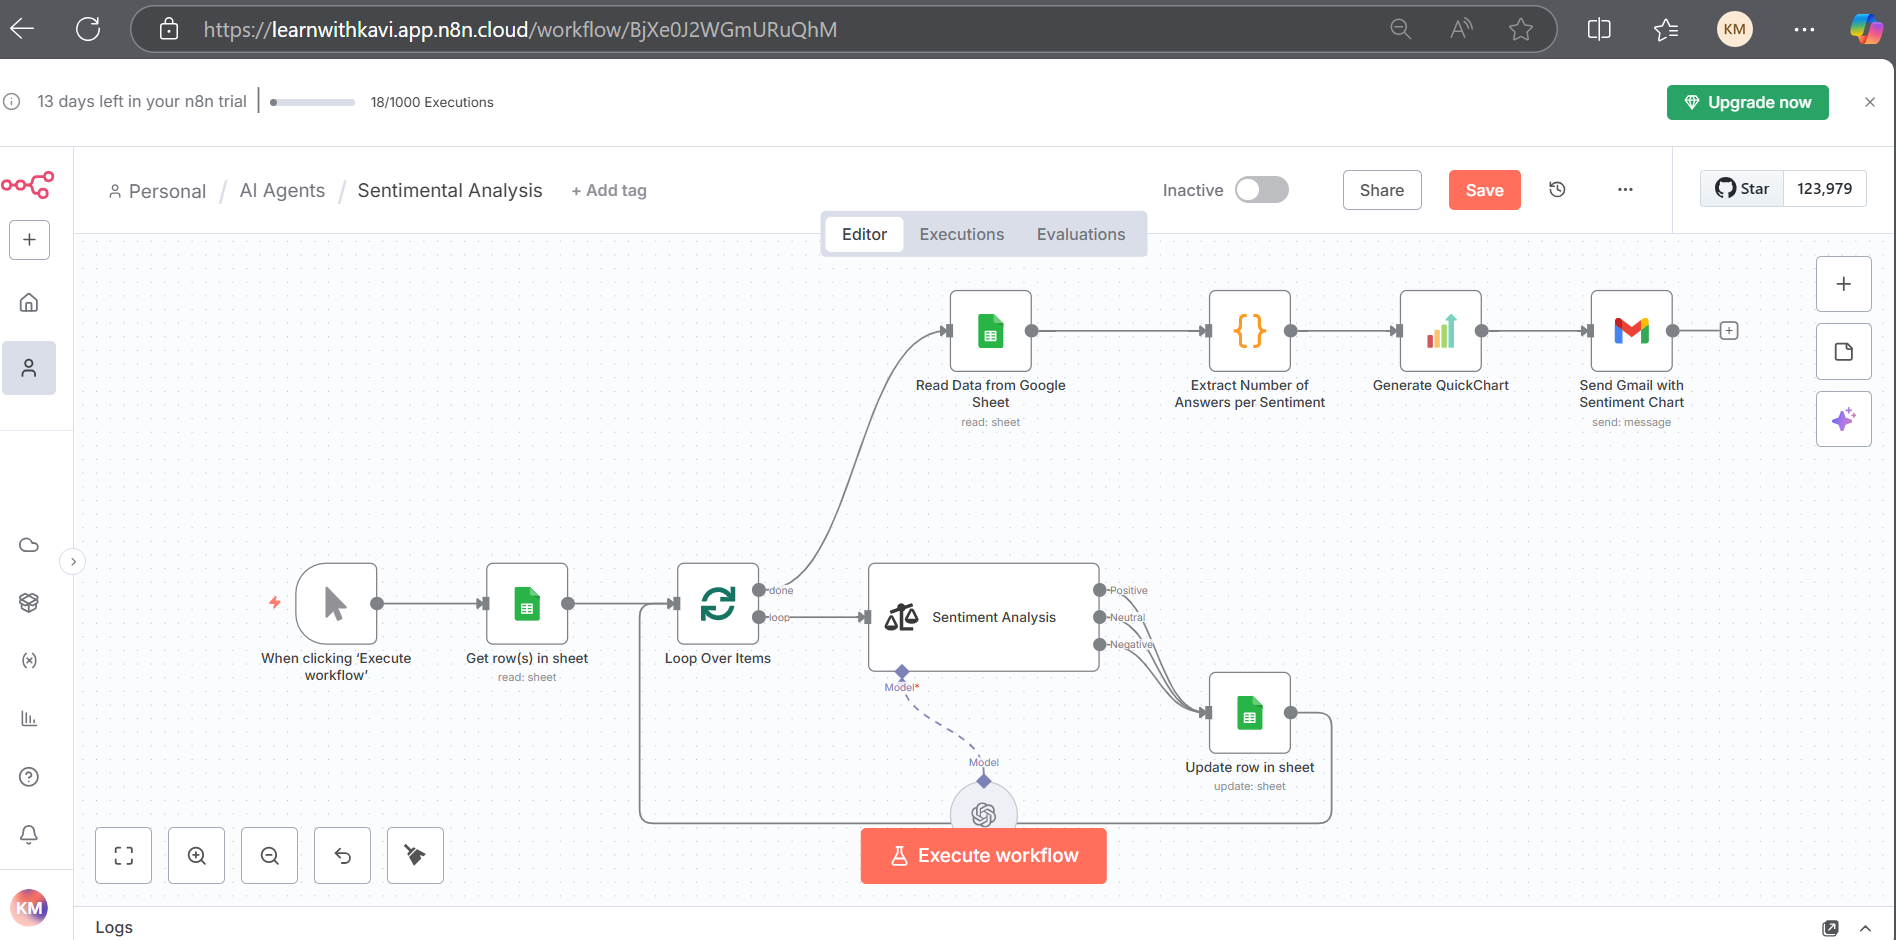 https://learnwithkavi.app.n8n.cloud/workflow/BjXe0J2WGmURuQhM
KM
13 days left in your n8n trial
18/1000 Executions
Upgrade now
Personal / AI Agents / Sentimental Analysis
+ Add tag
Inactive
Share
Save
Star
123,979
Editor
Executions
Evaluations
Read Data from Google
Sheet
read: sheet
Extract Number of
Answers per Sentiment
Generate QuickChart
Send Gmail with
Sentiment Chart
send: message
When clicking ‘Execute
workflow’
Get row(s) in sheet
read: sheet
done
loop
Loop Over Items
Sentiment Analysis
Positive
Neutral
Negative
Model*
Model
Update row in sheet
update: sheet
Execute workflow
KM
Logs